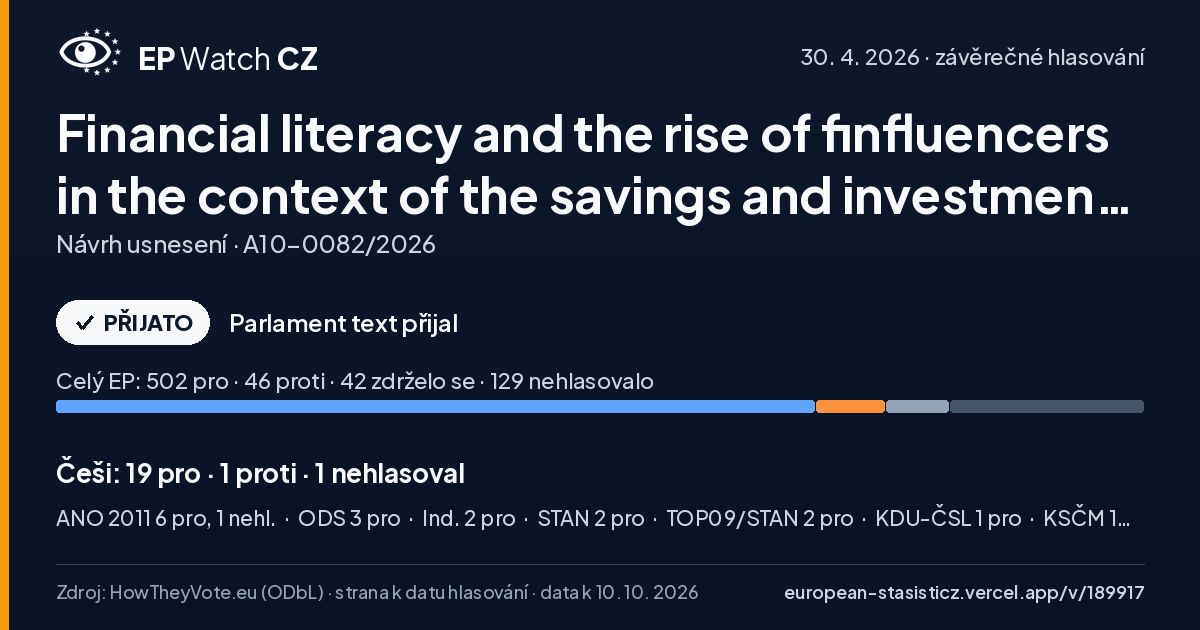 EP Watch CZ
30. 4. 2026 · závěrečné hlasování
Financial literacy and the rise of finfluencers
in the context of the savings and investmen…
Návrh usnesení · A10-0082/2026
✓ PŘIJATO
Parlament text přijal
Celý EP: 502 pro · 46 proti · 42 zdrželo se · 129 nehlasovalo
Češi: 19 pro · 1 proti · 1 nehlasoval
ANO 2011 6 pro, 1 nehl. · ODS 3 pro · Ind. 2 pro · STAN 2 pro · TOP09/STAN 2 pro · KDU-ČSL 1 pro · KSČM 1…
Zdroj: HowTheyVote.eu (ODbL) · strana k datu hlasování · data k 10. 10. 2026
european-stasisticz.vercel.app/v/189917